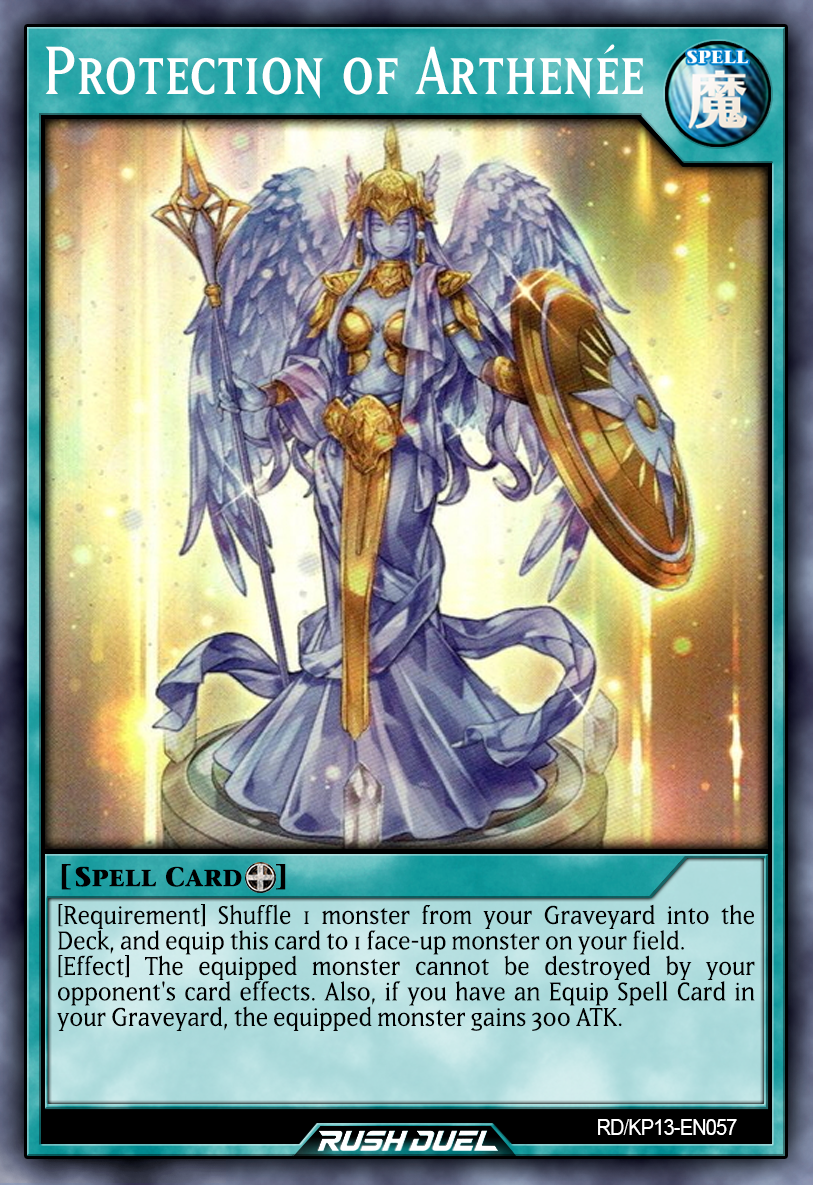 Protection of Arthenée
SPELL
魔
[Spell Card]
[Requirement] Shuffle 1 monster from your Graveyard into the
Deck, and equip this card to 1 face-up monster on your field.
[Effect] The equipped monster cannot be destroyed by your
opponent's card effects. Also, if you have an Equip Spell Card in
your Graveyard, the equipped monster gains 300 ATK.
RD/KP13-EN057
RUSH DUEL